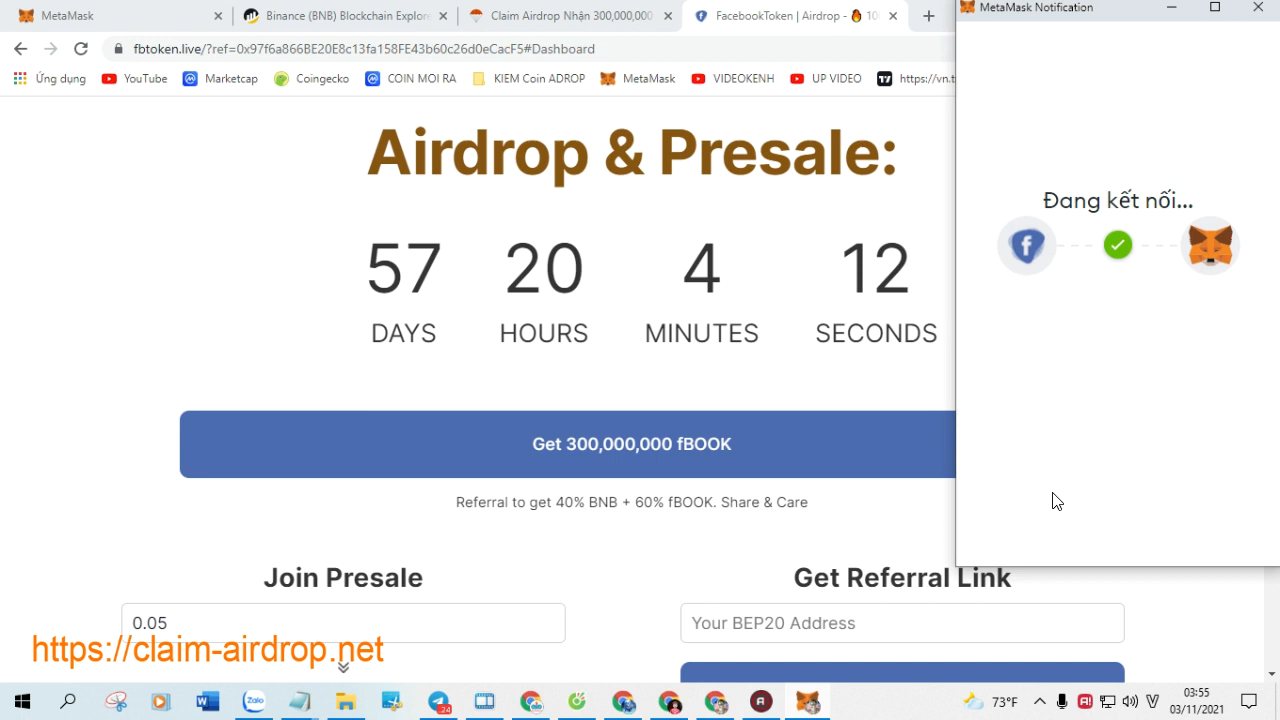 MetaMask
Binance (BNB) Blockchain Explor
Claim Airdrop Nhận 300,000,000
FacebookToken | Airdrop - 🔥 10
MetaMask Notification
fbtoken.live/?ref=0x97f6a866BE20E8c13fa158FE43b60c26d0eCacF5#Dashboard
Ứng dụng
YouTube
Marketcap
Coingecko
COIN MOI RA
KIEM Coin ADROP
MetaMask
VIDEOKENH
UP VIDEO
https://vn.t
Airdrop & Presale:
57 20 4 12
DAYS HOURS MINUTES SECONDS
Đang kết nối...
Get 300,000,000 fBOOK
Referral to get 40% BNB + 60% fBOOK. Share & Care
Join Presale
Get Referral Link
0.05
Your BEP20 Address
https://claim-airdrop.net
Zalo
24
73°F
03:55
03/11/2021